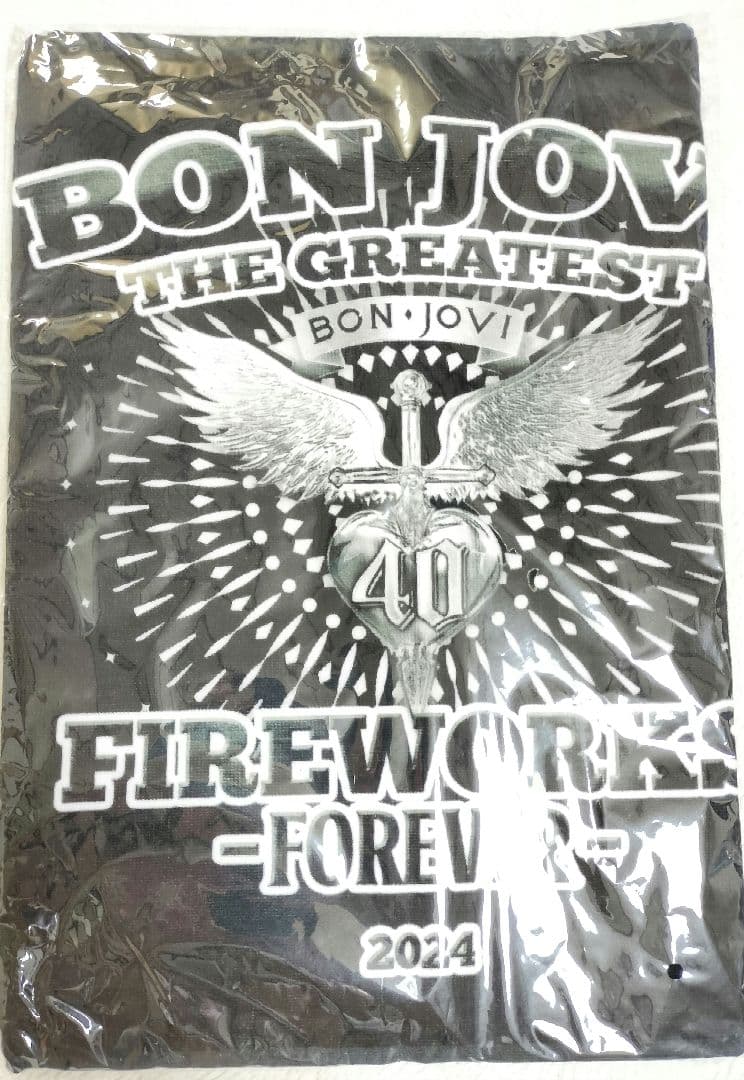 BON JOV
THE GREATEST
BON・JOVI
40
FIREWORKS
-FOREVER-
2024